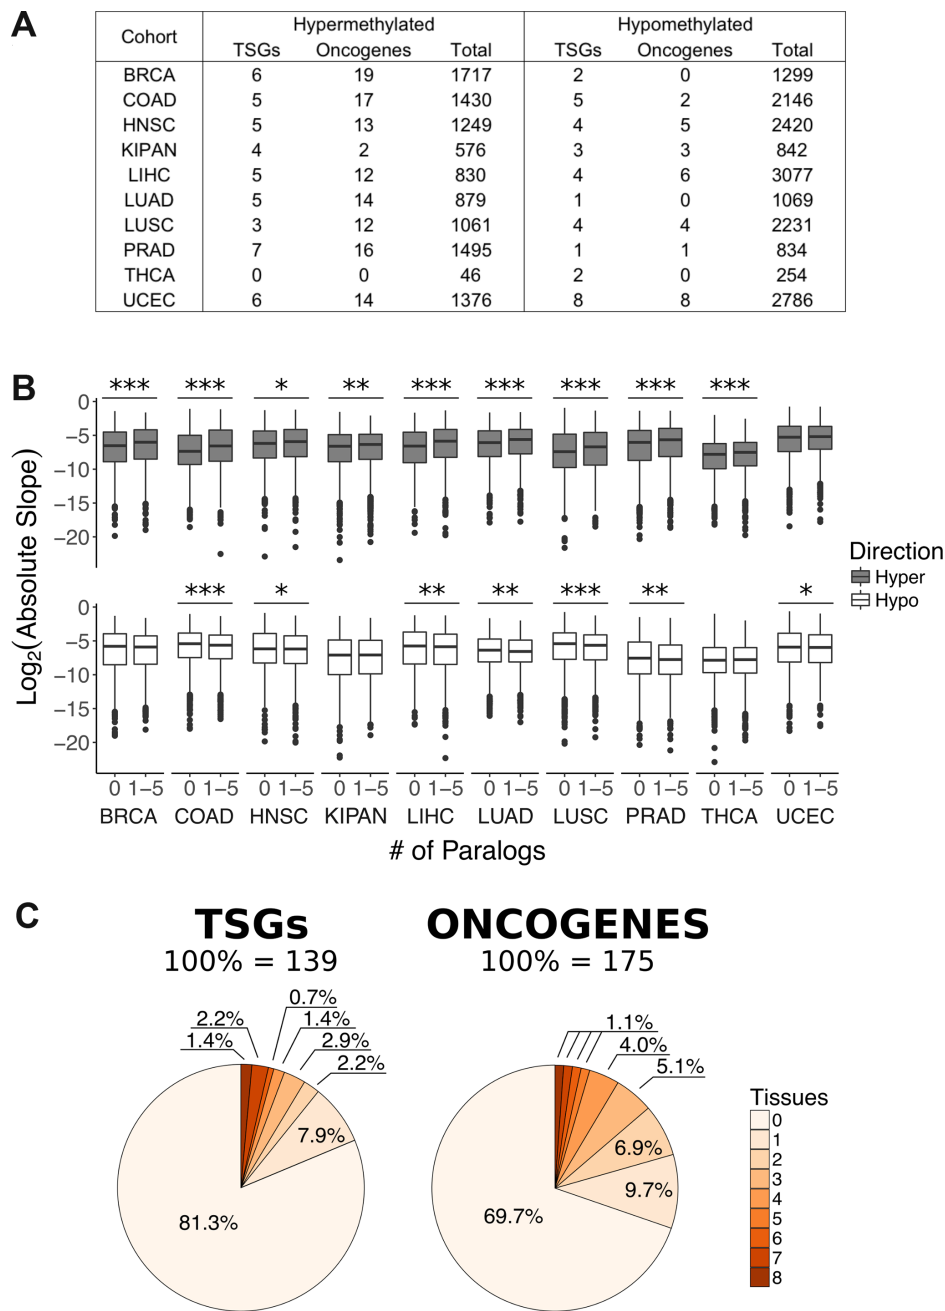 A
Cohort Hypermethylated Hypomethylated
TSGs Oncogenes Total TSGs Oncogenes Total
BRCA 6 19 1717 2 0 1299
COAD 5 17 1430 5 2 2146
HNSC 5 13 1249 4 5 2420
KIPAN 4 2 576 3 3 842
LIHC 5 12 830 4 6 3077
LUAD 5 14 879 1 0 1069
LUSC 3 12 1061 4 4 2231
PRAD 7 16 1495 1 1 834
THCA 0 0 46 2 0 254
UCEC 6 14 1376 8 8 2786
B
*** *** * ** *** *** *** *** ***
0
−5
−10
−15
−20
*** * ** ** *** ** *
0
−5
−10
−15
−20
Log2(Absolute Slope)
Direction
Hyper
Hypo
0 1−5 0 1−5 0 1−5 0 1−5 0 1−5 0 1−5 0 1−5 0 1−5 0 1−5 0 1−5
BRCA COAD HNSC KIPAN LIHC LUAD LUSC PRAD THCA UCEC
# of Paralogs
C
TSGs
100% = 139
0.7%
2.2% 1.4%
1.4% 2.9%
2.2%
7.9%
81.3%
ONCOGENES
100% = 175
1.1%
4.0%
5.1%
6.9%
9.7%
69.7%
Tissues
0
1
2
3
4
5
6
7
8